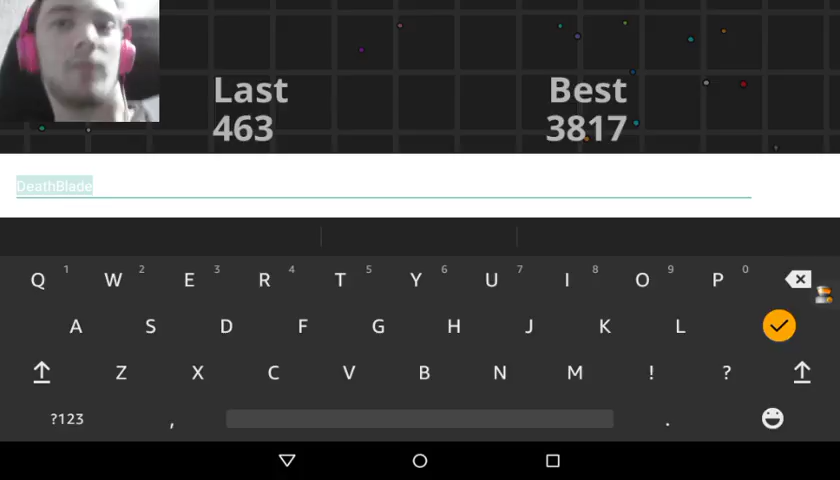 Last
Best
463
3817
DeathBlade
Q 1 W 2 E 3 R 4 T 5 Y 6 U 7 I 8 O 9 P 0
A S D F G H J K L
Z X C V B N M ! ?
?123 , .